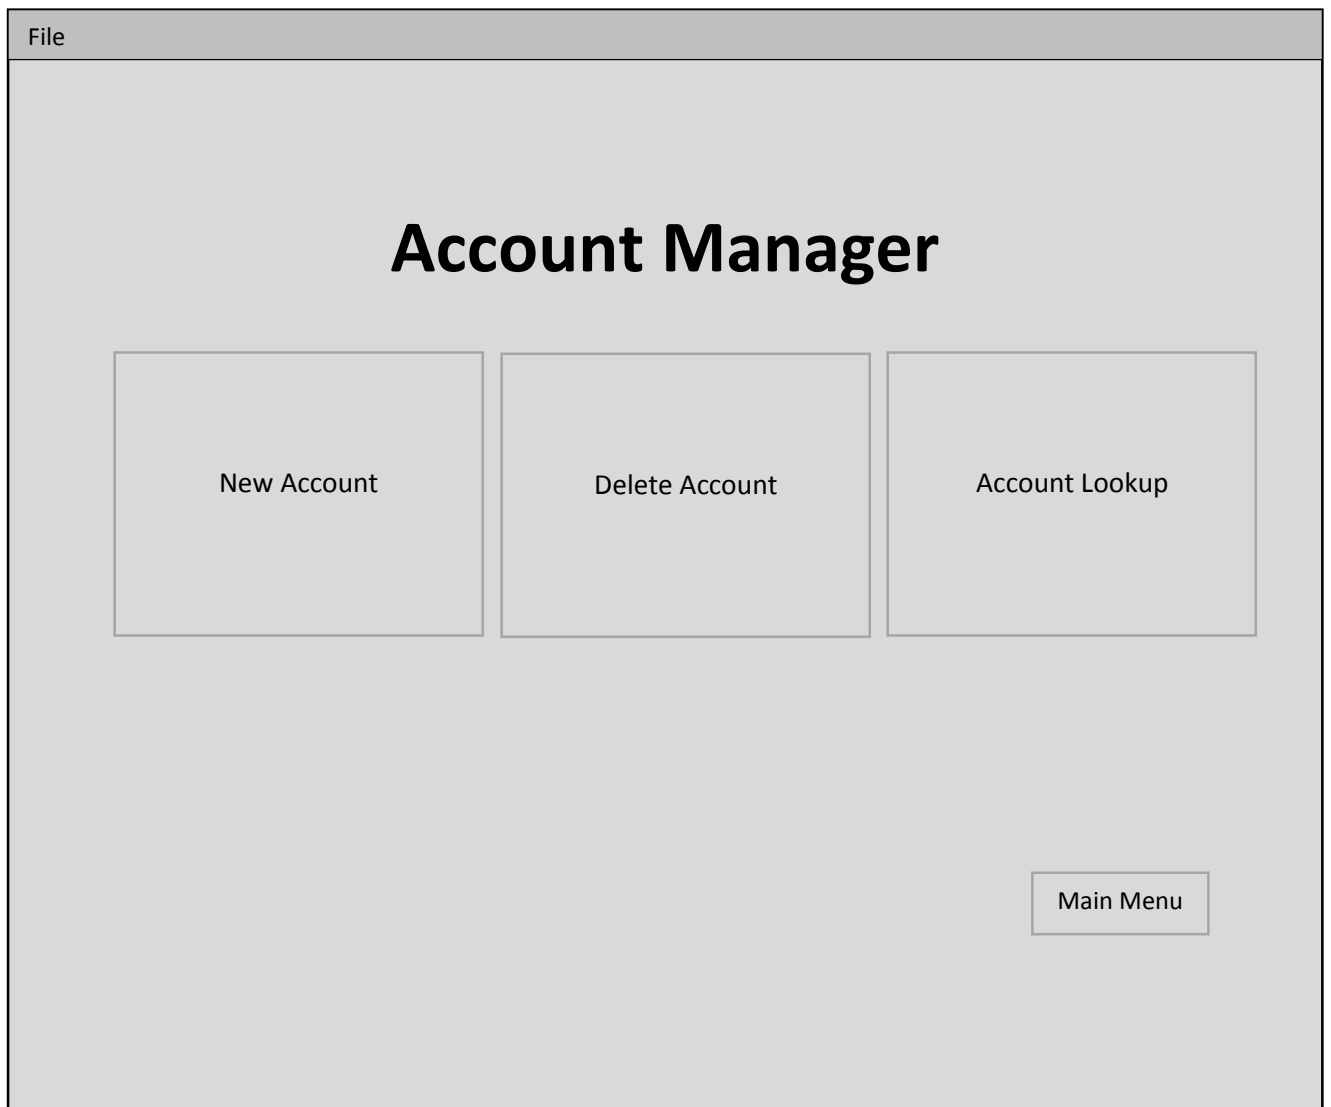 File
Account Manager
New Account
Delete Account
Account Lookup
Main Menu